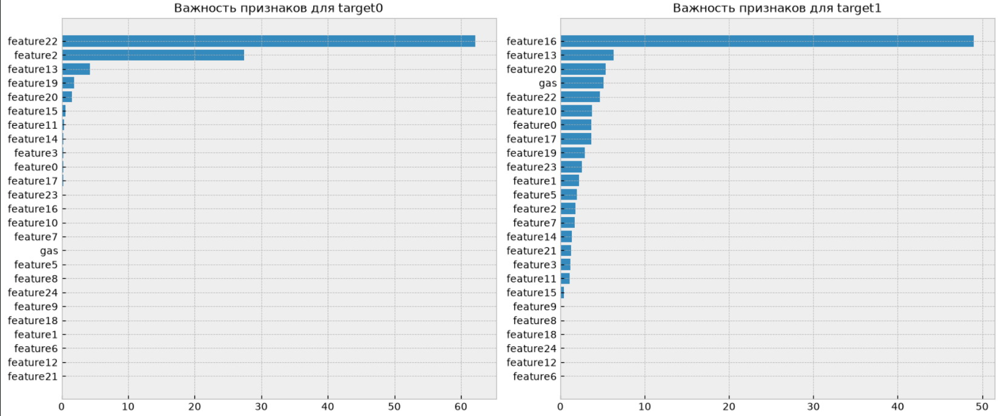 Важность признаков для target0
feature22
feature2
feature13
feature19
feature20
feature15
feature11
feature14
feature3
feature0
feature17
feature23
feature16
feature10
feature7
gas
feature5
feature8
feature24
feature9
feature18
feature1
feature6
feature12
feature21
0 10 20 30 40 50 60
Важность признаков для target1
feature16
feature13
feature20
gas
feature22
feature10
feature0
feature17
feature19
feature23
feature1
feature5
feature2
feature7
feature14
feature21
feature3
feature11
feature15
feature9
feature8
feature18
feature24
feature12
feature6
0 10 20 30 40 50